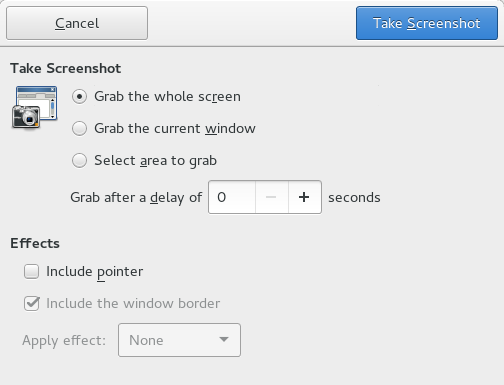 Cancel
Take Screenshot
Take Screenshot
Grab the whole screen
Grab the current window
Select area to grab
Grab after a delay of 0 − + seconds
Effects
Include pointer
Include the window border
Apply effect: None